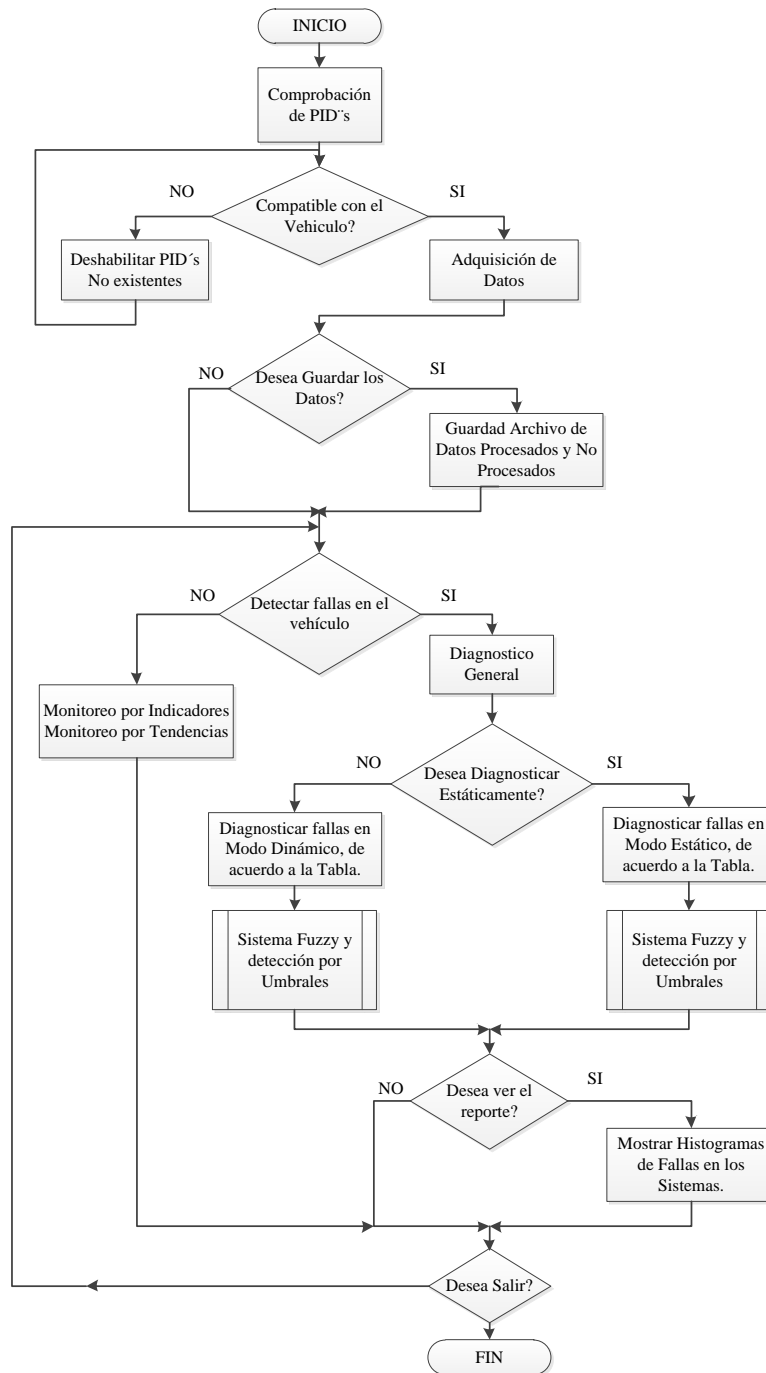 INICIO
Comprobación
de PID¨s
NO
SI
Compatible con el
Vehiculo?
Deshabilitar PID´s
No existentes
Adquisición de
Datos
NO
SI
Desea Guardar los
Datos?
Guardad Archivo de
Datos Procesados y No
Procesados
NO
SI
Detectar fallas en el
vehículo
Diagnostico
General
Monitoreo por Indicadores
Monitoreo por Tendencias
NO
SI
Desea Diagnosticar
Estáticamente?
Diagnosticar fallas en
Modo Dinámico, de
acuerdo a la Tabla.
Diagnosticar fallas en
Modo Estático, de
acuerdo a la Tabla.
Sistema Fuzzy y
detección por
Umbrales
Sistema Fuzzy y
detección por
Umbrales
NO
SI
Desea ver el
reporte?
Mostrar Histogramas
de Fallas en los
Sistemas.
Desea Salir?
FIN